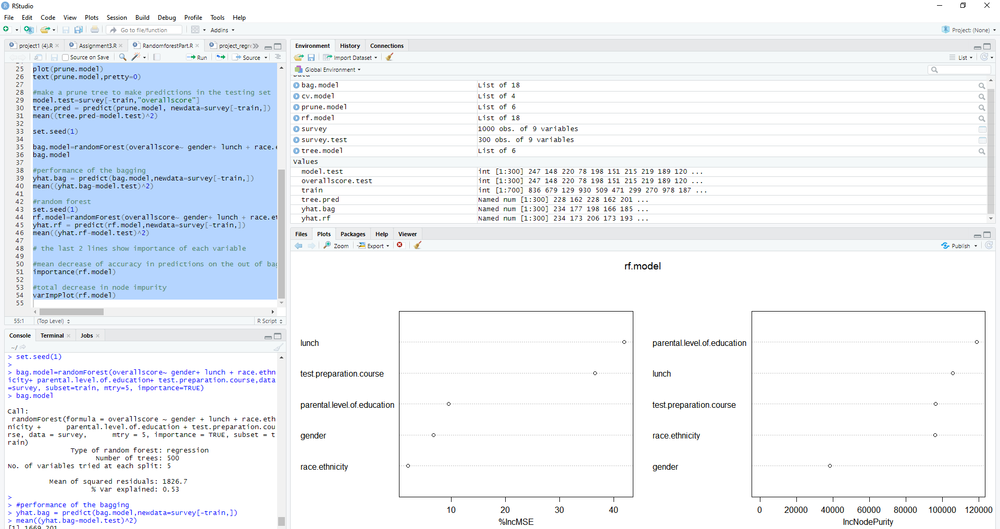 RStudio
File Edit Code View Plots Session Build Debug Profile Tools Help
Go to file/function Addins Project: (None)
project1 (4).R Assignment3.R RandomforestPart.R project_regre
Source on Save Run Source
25 plot(prune.model)
26 text(prune.model,pretty=0)
27
28 #make a prune tree to make predictions in the testing set
29 model.test=survey[-train,"overallscore"]
30 tree.pred = predict(prune.model, newdata=survey[-train,])
31 mean((tree.pred-model.test)^2)
32
33 set.seed(1)
34
35 bag.model=randomForest(overallscore~ gender+ lunch + race.e
36 bag.model
37
38 #performance of the bagging
39 yhat.bag = predict(bag.model,newdata=survey[-train,])
40 mean((yhat.bag-model.test)^2)
41
42 #random forest
43 set.seed(1)
44 rf.model=randomForest(overallscore~ gender+ lunch + race.et
45 yhat.rf = predict(rf.model,newdata=survey[-train,])
46 mean((yhat.rf-model.test)^2)
47
48 # the last 2 lines show importance of each variable
49
50 #mean decrease of accuracy in predictions on the out of bag
51 importance(rf.model)
52
53 #total decrease in node impurity
54 varImpPlot(rf.model)
55
55:1 (Top Level) R Script
Console Terminal Jobs
~/
> set.seed(1)
>
> bag.model=randomForest(overallscore~ gender+ lunch + race.ethn
icity+ parental.level.of.education+ test.preparation.course,data
=survey, subset=train, mtry=5, importance=TRUE)
> bag.model
Call:
randomForest(formula = overallscore ~ gender + lunch + race.eth
nicity + parental.level.of.education + test.preparation.cou
rse, data = survey, mtry = 5, importance = TRUE, subset = t
rain)
Type of random forest: regression
Number of trees: 500
No. of variables tried at each split: 5
Mean of squared residuals: 1826.7
% Var explained: 0.53
>
> #performance of the bagging
> yhat.bag = predict(bag.model,newdata=survey[-train,])
> mean((yhat.bag-model.test)^2)
[1] 1669.201
Environment History Connections
Import Dataset List
Global Environment
Data
bag.model List of 18
cv.model List of 4
prune.model List of 6
rf.model List of 18
survey 1000 obs. of 9 variables
survey.test 300 obs. of 9 variables
tree.model List of 6
Values
model.test int [1:300] 247 148 220 78 198 151 215 219 189 120 ...
overallscore.test int [1:300] 247 148 220 78 198 151 215 219 189 120 ...
train int [1:700] 836 679 129 930 509 471 299 270 978 187 ...
tree.pred Named num [1:300] 228 162 228 162 201 ...
yhat.bag Named num [1:300] 234 177 198 166 185 ...
yhat.rf Named num [1:300] 234 173 206 173 193 ...
Files Plots Packages Help Viewer
Zoom Export Publish
rf.model
lunch
test.preparation.course
parental.level.of.education
gender
race.ethnicity
10 20 30 40
%IncMSE
parental.level.of.education
lunch
test.preparation.course
race.ethnicity
gender
0 20000 40000 60000 80000 100000 120000
IncNodePurity